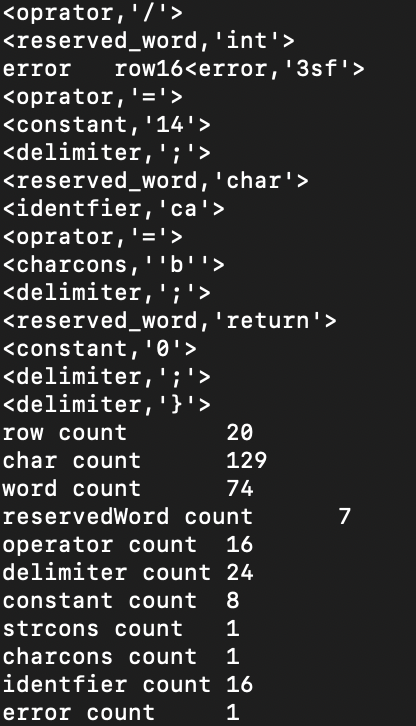 <oprator,'/'>
<reserved_word,'int'>
error   row16<error,'3sf'>
<oprator,'='>
<constant,'14'>
<delimiter,';'>
<reserved_word,'char'>
<identfier,'ca'>
<oprator,'='>
<charcons,''b''>
<delimiter,';'>
<reserved_word,'return'>
<constant,'0'>
<delimiter,';'>
<delimiter,'}'>
row count       20
char count      129
word count      74
reservedWord count      7
operator count  16
delimiter count 24
constant count  8
strcons count   1
charcons count  1
identfier count 16
error count     1